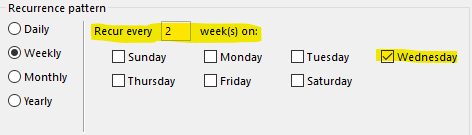 Recurrence pattern
Daily
Recur every 2 week(s) on:
Weekly
Sunday Monday Tuesday Wednesday
Monthly
Thursday Friday Saturday
Yearly